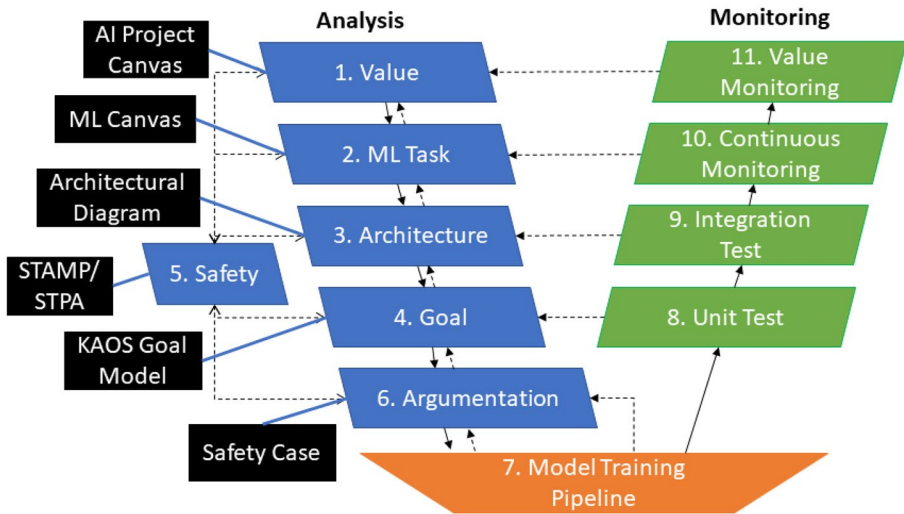 Analysis
Monitoring
AI Project
Canvas
1. Value
11. Value
Monitoring
ML Canvas
2. ML Task
10. Continuous
Monitoring
Architectural
Diagram
3. Architecture
9. Integration
Test
STAMP/
STPA
5. Safety
KAOS Goal
Model
4. Goal
8. Unit Test
6. Argumentation
Safety Case
7. Model Training
Pipeline